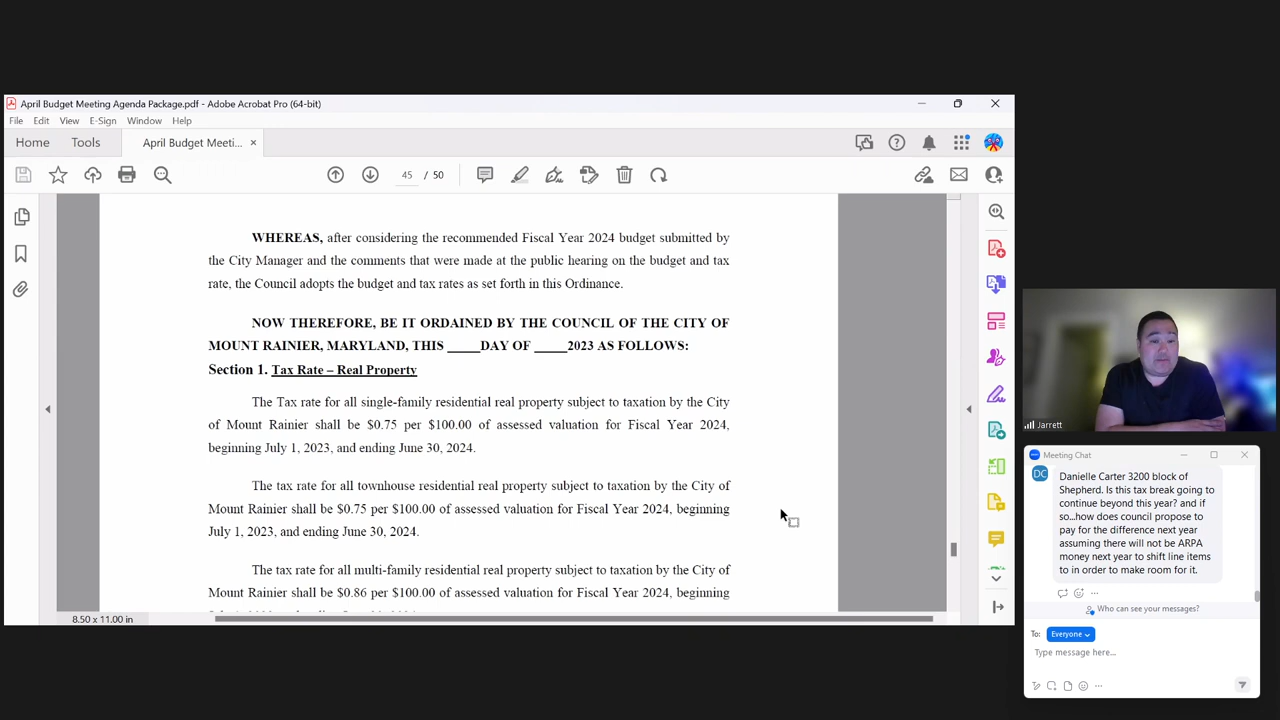 April Budget Meeting Agenda Package.pdf - Adobe Acrobat Pro (64-bit)
File Edit View E-Sign Window Help
Home Tools April Budget Meeti... ×
45 / 50
WHEREAS, after considering the recommended Fiscal Year 2024 budget submitted by
the City Manager and the comments that were made at the public hearing on the budget and tax
rate, the Council adopts the budget and tax rates as set forth in this Ordinance.
NOW THEREFORE, BE IT ORDAINED BY THE COUNCIL OF THE CITY OF
MOUNT RAINIER, MARYLAND, THIS _____DAY OF _____2023 AS FOLLOWS:
Section 1. Tax Rate – Real Property
The Tax rate for all single-family residential real property subject to taxation by the City
of Mount Rainier shall be $0.75 per $100.00 of assessed valuation for Fiscal Year 2024,
beginning July 1, 2023, and ending June 30, 2024.
The tax rate for all townhouse residential real property subject to taxation by the City of
Mount Rainier shall be $0.75 per $100.00 of assessed valuation for Fiscal Year 2024, beginning
July 1, 2023, and ending June 30, 2024.
The tax rate for all multi-family residential real property subject to taxation by the City of
Mount Rainier shall be $0.86 per $100.00 of assessed valuation for Fiscal Year 2024, beginning
8.50 x 11.00 in
Jarrett
Meeting Chat
DC
Danielle Carter 3200 block of
Shepherd. Is this tax break going to
continue beyond this year? and if
so...how does council propose to
pay for the difference next year
assuming there will not be ARPA
money next year to shift line items
to in order to make room for it.
Who can see your messages?
To: Everyone
Type message here...